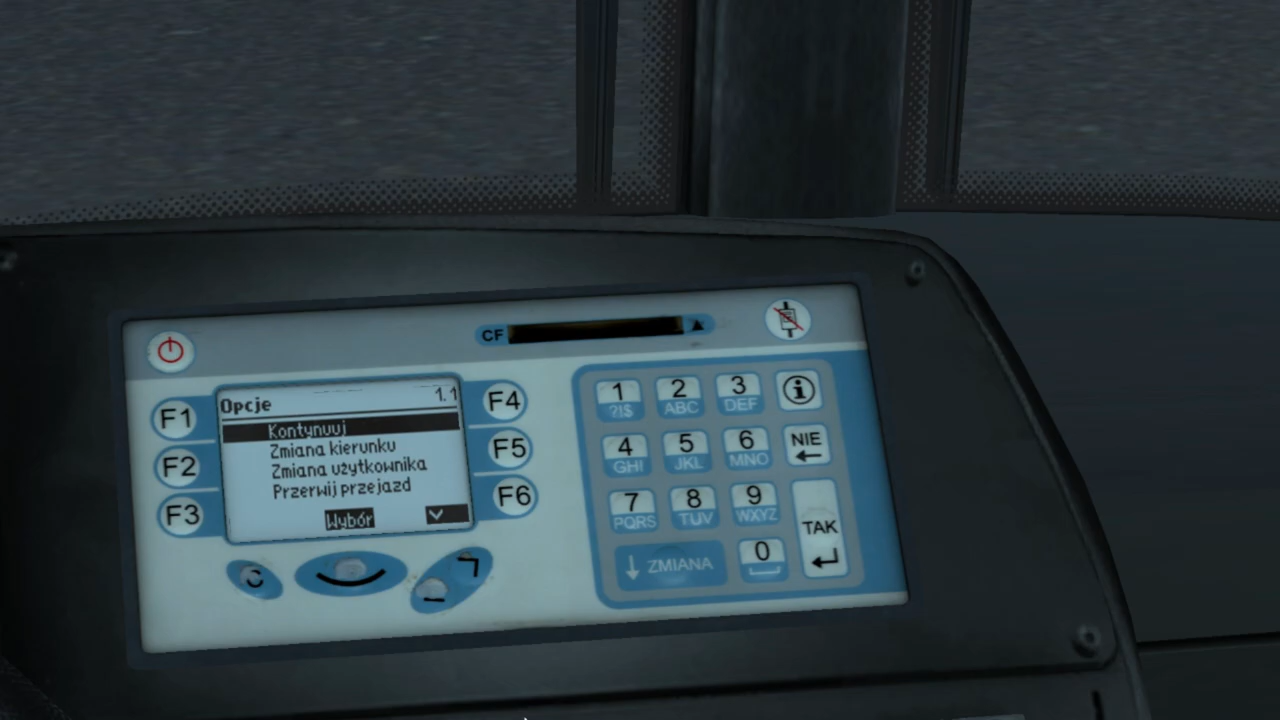 CF
F1
F2
F3
Opcje 1.1
Kontynuuj
Zmiana kierunku
Zmiana użytkownika
Przerwij przejazd
Wybór
F4
F5
F6
C
1 ?!$
2 ABC
3 DEF
i
4 GHI
5 JKL
6 MNO
NIE
7 PQRS
8 TUV
9 WXYZ
TAK
ZMIANA
0